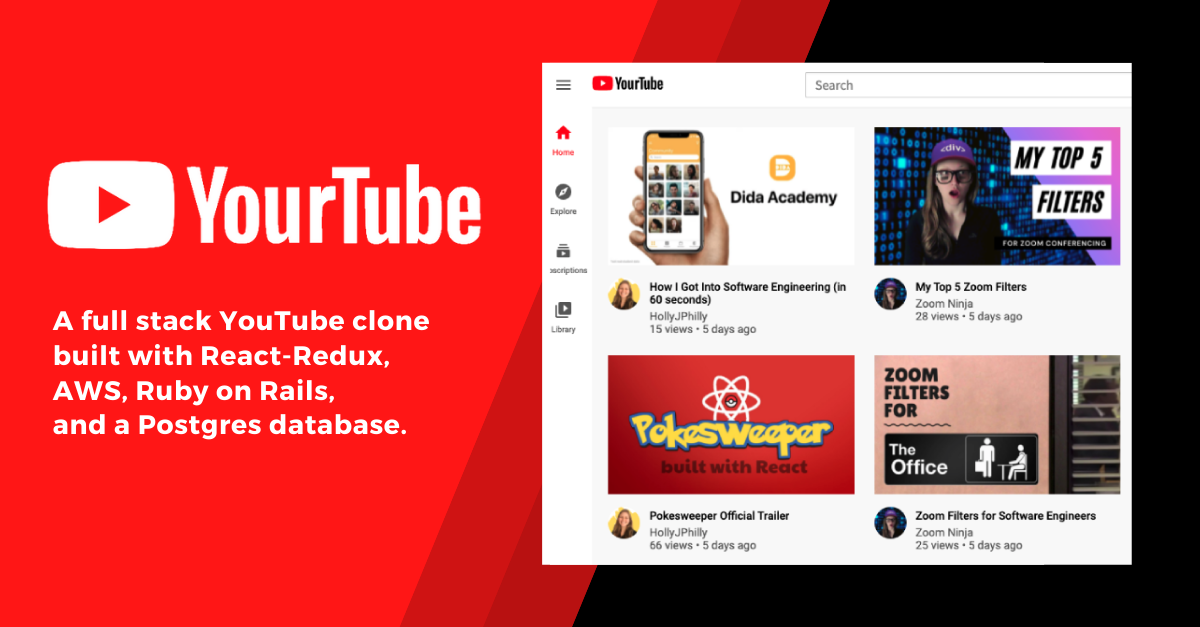 YourTube
A full stack YouTube clone
built with React-Redux,
AWS, Ruby on Rails,
and a Postgres database.
YourTube
Search
Home
Explore
oscriptions
Library
Dida Academy
How I Got Into Software Engineering (in
60 seconds)
HollyJPhilly
15 views • 5 days ago
<div>
MY TOP 5
FILTERS
FOR ZOOM CONFERENCING
My Top 5 Zoom Filters
Zoom Ninja
28 views • 5 days ago
Pokesweeper
built with React
Pokesweeper Official Trailer
HollyJPhilly
66 views • 5 days ago
ZOOM
FILTERS
FOR
The
Office
Zoom Filters for Software Engineers
Zoom Ninja
25 views • 5 days ago